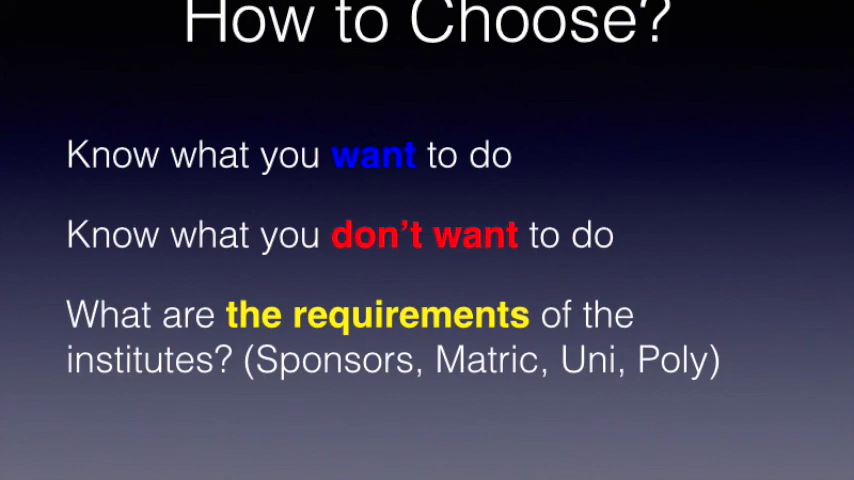 How to Choose?
Know what you want to do
Know what you don’t want to do
What are the requirements of the
institutes? (Sponsors, Matric, Uni, Poly)